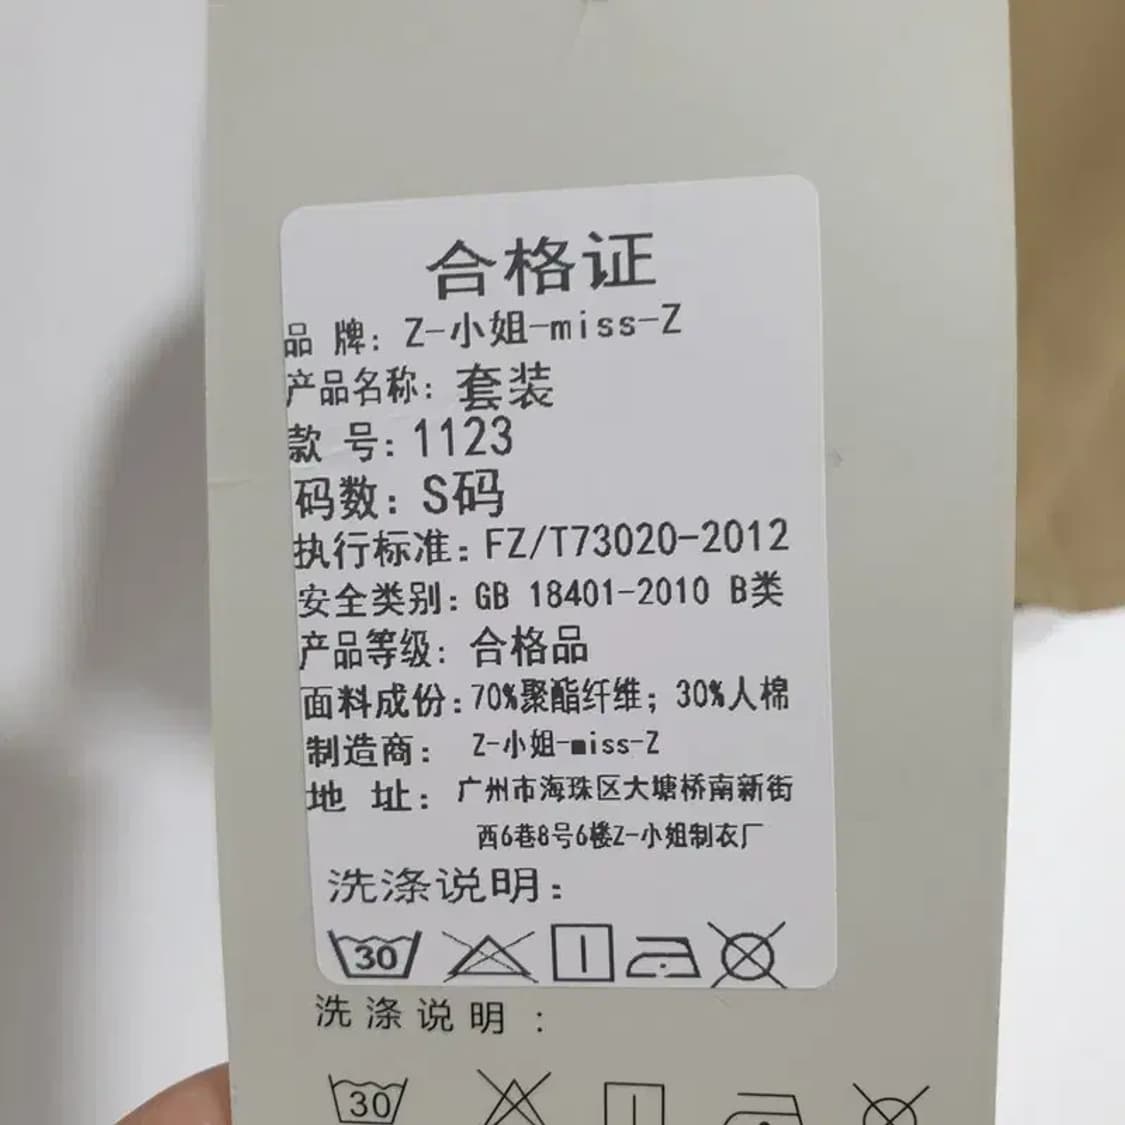 合格证
品 牌: Z-小姐-miss-Z
产品名称: 套装
款 号: 1123
码数: S码
执行标准: FZ/T73020-2012
安全类别: GB 18401-2010 B类
产品等级: 合格品
面料成份: 70%聚酯纤维; 30%人棉
制造商: Z-小姐-miss-Z
地 址: 广州市海珠区大塘桥南新街
西6巷8号6楼Z-小姐制衣厂
洗涤说明:
30
洗涤说明:
30